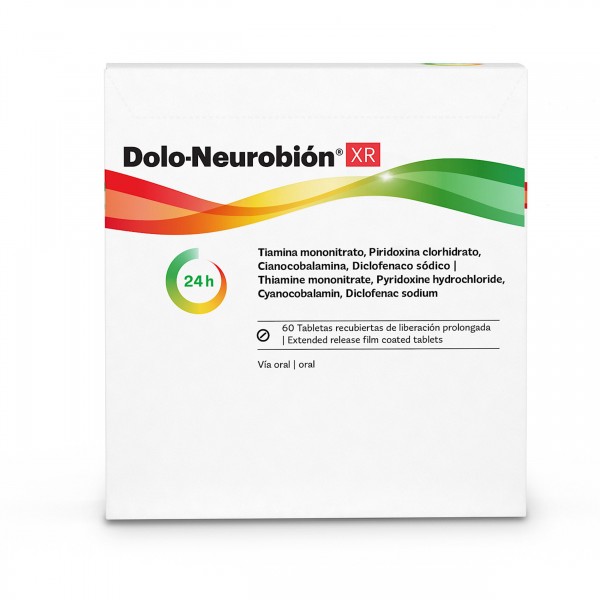 Dolo-Neurobión® XR
24h
Tiamina mononitrato, Piridoxina clorhidrato,
Cianocobalamina, Diclofenaco sódico |
Thiamine mononitrate, Pyridoxine hydrochloride,
Cyanocobalamin, Diclofenac sodium
60 Tabletas recubiertas de liberación prolongada
| Extended release film coated tablets
Vía oral | oral